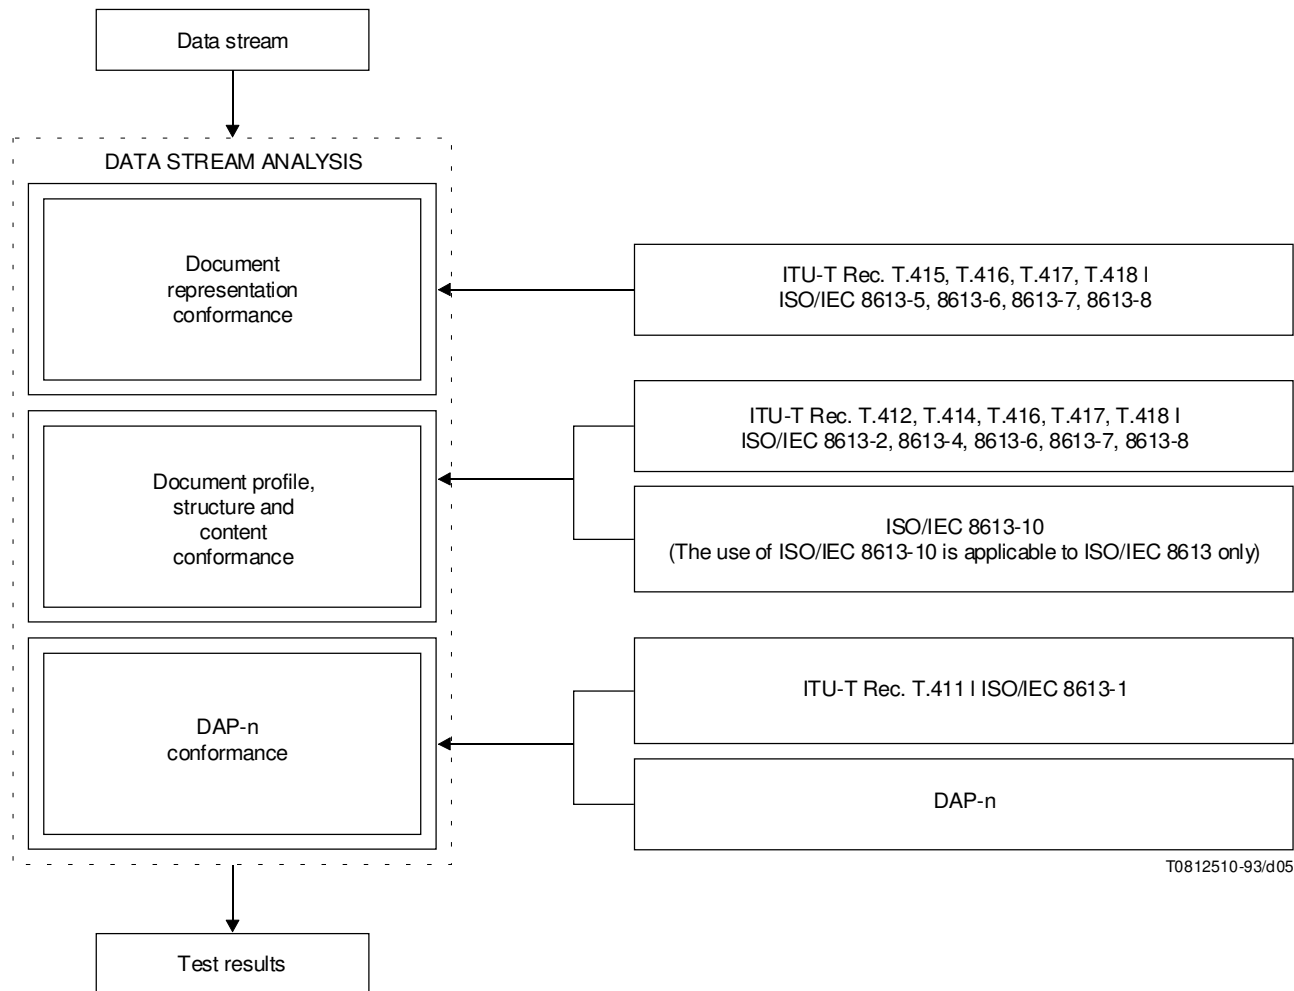 Data stream
DATA STREAM ANALYSIS
Document
representation
conformance
ITU-T Rec. T.415, T.416, T.417, T.418 l
ISO/IEC 8613-5, 8613-6, 8613-7, 8613-8
Document profile,
structure and
content
conformance
ITU-T Rec. T.412, T.414, T.416, T.417, T.418 l
ISO/IEC 8613-2, 8613-4, 8613-6, 8613-7, 8613-8
ISO/IEC 8613-10
(The use of ISO/IEC 8613-10 is applicable to ISO/IEC 8613 only)
DAP-n
conformance
ITU-T Rec. T.411 l ISO/IEC 8613-1
DAP-n
T0812510-93/d05
Test results